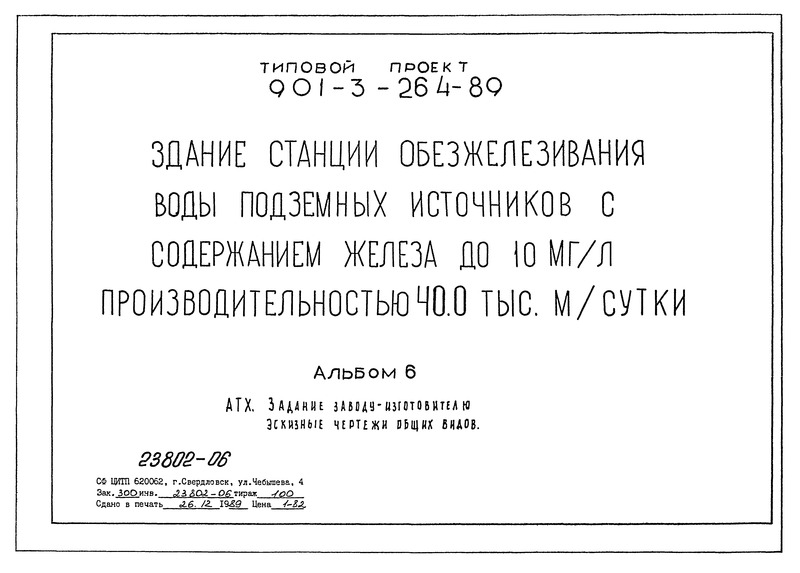 ТИПОВОЙ ПРОЕКТ
901-3-264-89
ЗДАНИЕ СТАНЦИИ ОБЕЗЖЕЛЕЗИВАНИЯ
ВОДЫ ПОДЗЕМНЫХ ИСТОЧНИКОВ С
СОДЕРЖАНИЕМ ЖЕЛЕЗА ДО 10 МГ/Л
ПРОИЗВОДИТЕЛЬНОСТЬЮ 40.0 ТЫС. М/СУТКИ
АЛЬБОМ 6
АТХ. ЗАДАНИЕ ЗАВОДУ-ИЗГОТОВИТЕЛЮ
ЭСКИЗНЫЕ ЧЕРТЕЖИ ОБЩИХ ВИДОВ.
23802-06
СФ ЦИТП 620062, г.Свердловск, ул.Чебышева, 4
Зак. 300 инв. 23802-06 тираж 100
Сдано в печать 26.12 1989 Цена 1-82